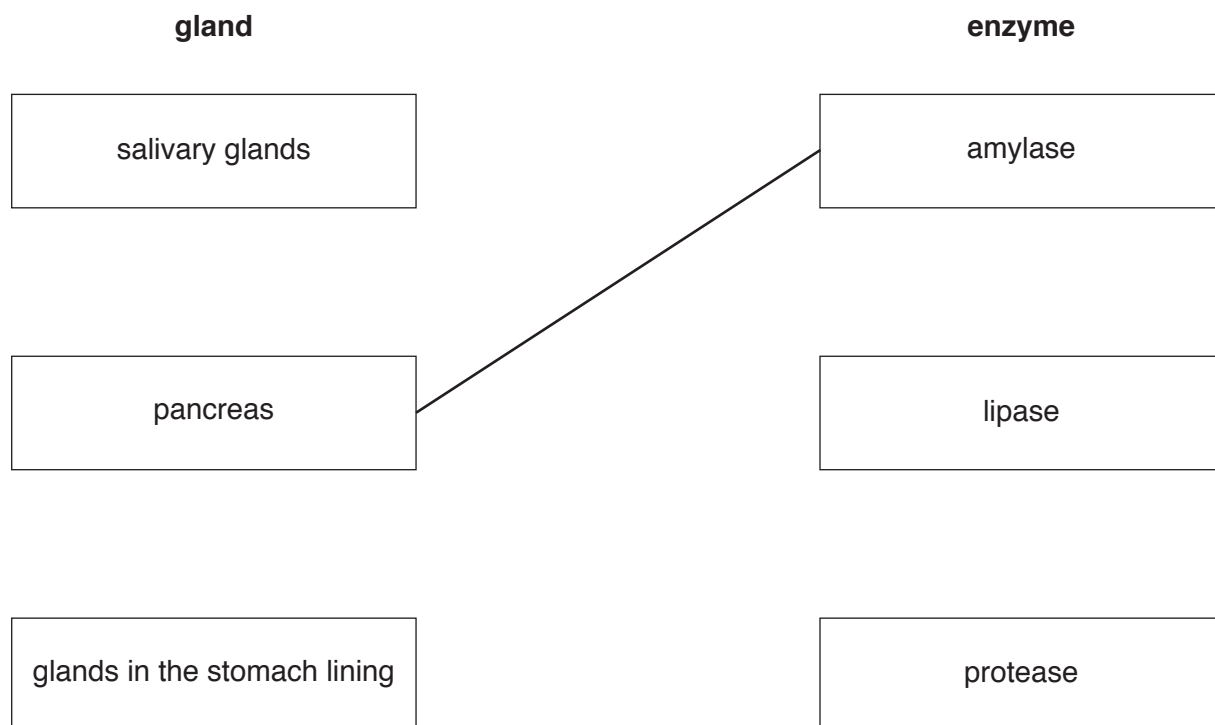 gland
enzyme
salivary glands
amylase
pancreas
lipase
glands in the stomach lining
protease